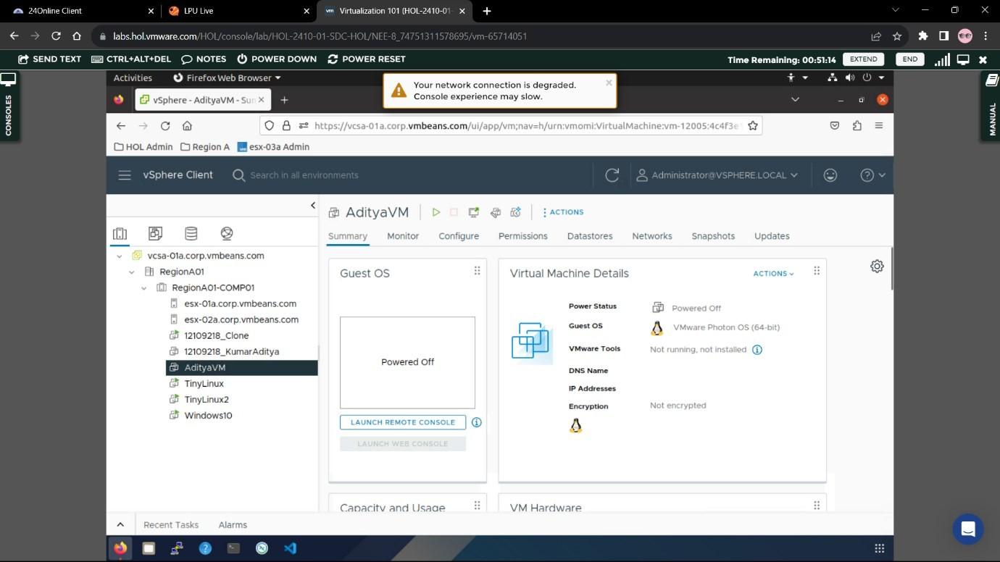 24Online Client
LPU Live
Virtualization 101 (HOL-2410-01-
labs.hol.vmware.com/HOL/console/lab/HOL-2410-01-SDC-HOL/NEE-8_74751311578695/vm-65714051
SEND TEXT
CTRL+ALT+DEL
NOTES
POWER DOWN
POWER RESET
Time Remaining: 00:51:14
EXTEND
END
CONSOLES
MANUAL
Activities
Firefox Web Browser
Your network connection is degraded.
Console experience may slow.
vSphere - AdityaVM - Sum
https://vcsa-01a.corp.vmbeans.com/ui/app/vm;nav=h/urn:vmomi:VirtualMachine:vm-12005:4c4f3e1
HOL Admin
Region A
esx-03a Admin
vSphere Client
Search in all environments
Administrator@VSPHERE.LOCAL
AdityaVM
ACTIONS
Summary
Monitor
Configure
Permissions
Datastores
Networks
Snapshots
Updates
vcsa-01a.corp.vmbeans.com
RegionA01
RegionA01-COMP01
esx-01a.corp.vmbeans.com
esx-02a.corp.vmbeans.com
12109218_Clone
12109218_KumarAditya
AdityaVM
TinyLinux
TinyLinux2
Windows10
Guest OS
Powered Off
LAUNCH REMOTE CONSOLE
LAUNCH WEB CONSOLE
Virtual Machine Details
ACTIONS
Power Status
Powered Off
Guest OS
VMware Photon OS (64-bit)
VMware Tools
Not running, not installed
DNS Name
IP Addresses
Encryption
Not encrypted
Capacity and Usage
VM Hardware
Recent Tasks
Alarms